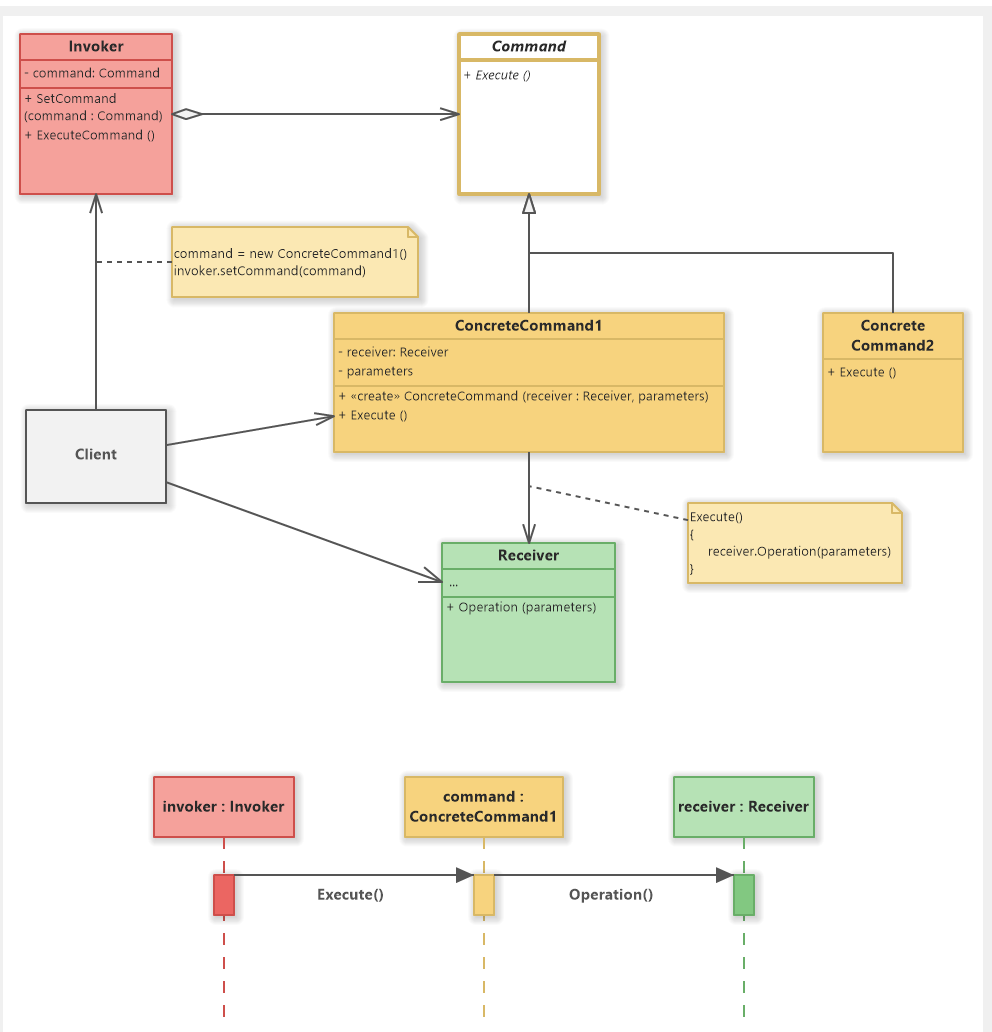 Invoker
- command: Command
+ SetCommand
(command : Command)
+ ExecuteCommand ()
Command
+ Execute ()
command = new ConcreteCommand1()
invoker.setCommand(command)
ConcreteCommand1
- receiver: Receiver
- parameters
+ «create» ConcreteCommand (receiver : Receiver, parameters)
+ Execute ()
Concrete
Command2
+ Execute ()
Client
Execute()
{
receiver.Operation(parameters)
}
Receiver
...
+ Operation (parameters)
invoker : Invoker
command :
ConcreteCommand1
receiver : Receiver
Execute()
Operation()